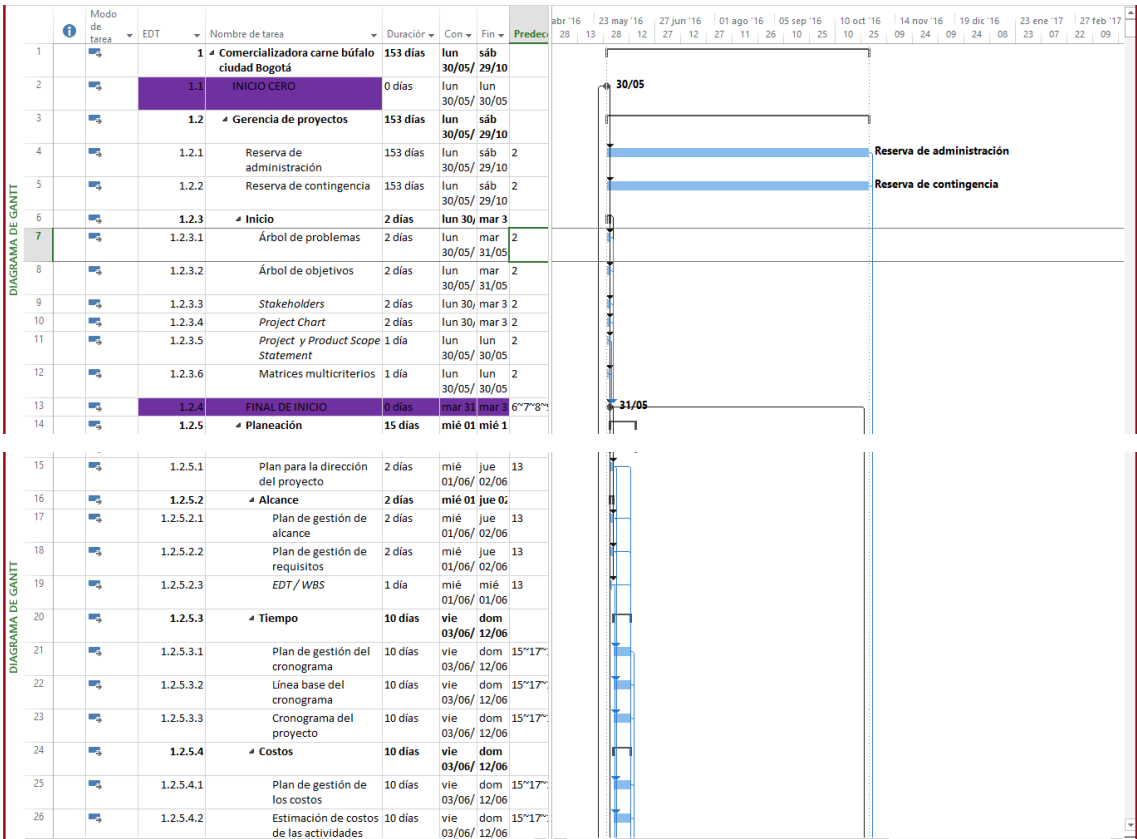 Modo de tarea EDT Nombre de tarea Duración Con Fin Predec
abr '16 23 may '16 27 jun '16 01 ago '16 05 sep '16 10 oct '16 14 nov '16 19 dic '16 23 ene '17 27 feb '17
28 13 28 12 27 12 27 11 26 10 25 10 25 09 24 09 24 09 24 08 23 07
DIAGRAMA DE GANTT
1 1 Comercializadora carne búfalo ciudad Bogotá 153 días lun 30/05/ sáb 29/10
2 1.1 INICIO CERO 0 días lun 30/05/ lun 30/05 30/05
3 1.2 Gerencia de proyectos 153 días lun 30/05/ sáb 29/10
4 1.2.1 Reserva de administración 153 días lun 30/05/ sáb 29/10 2 Reserva de administración
5 1.2.2 Reserva de contingencia 153 días lun 30/05/ sáb 29/10 2 Reserva de contingencia
6 1.2.3 Inicio 2 días lun 30/ mar 3
7 1.2.3.1 Árbol de problemas 2 días lun 30/05/ mar 31/05 2
8 1.2.3.2 Árbol de objetivos 2 días lun 30/05/ mar 31/05 2
9 1.2.3.3 Stakeholders 2 días lun 30/ mar 3 2
10 1.2.3.4 Project Chart 2 días lun 30/ mar 3 2
11 1.2.3.5 Project y Product Scope Statement 1 día lun 30/05/ lun 30/05 2
12 1.2.3.6 Matrices multicriterios 1 día lun 30/05/ lun 30/05 2
13 1.2.4 FINAL DE INICIO 0 días mar 31 mar 3 6~7~8~ 31/05
14 1.2.5 Planeación 15 días mié 01 mié 1
DIAGRAMA DE GANTT
15 1.2.5.1 Plan para la dirección del proyecto 2 días mié 01/06/ jue 02/06 13
16 1.2.5.2 Alcance 2 días mié 01 jue 02
17 1.2.5.2.1 Plan de gestión de alcance 2 días mié 01/06/ jue 02/06 13
18 1.2.5.2.2 Plan de gestión de requisitos 2 días mié 01/06/ jue 02/06 13
19 1.2.5.2.3 EDT / WBS 1 día mié 01/06/ mié 01/06 13
20 1.2.5.3 Tiempo 10 días vie 03/06/ dom 12/06
21 1.2.5.3.1 Plan de gestión del cronograma 10 días vie 03/06/ dom 12/06 15~17~
22 1.2.5.3.2 Línea base del cronograma 10 días vie 03/06/ dom 12/06 15~17~
23 1.2.5.3.3 Cronograma del proyecto 10 días vie 03/06/ dom 12/06 15~17~
24 1.2.5.4 Costos 10 días vie 03/06/ dom 12/06
25 1.2.5.4.1 Plan de gestión de los costos 10 días vie 03/06/ dom 12/06 15~17~
26 1.2.5.4.2 Estimación de costos de las actividades 10 días vie 03/06/ dom 12/06 15~17~